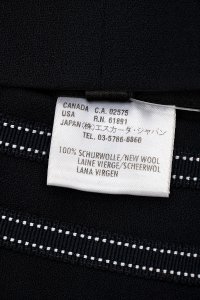 CANADA C.A. 02575
USA R.N. 61691
JAPAN(株)エスカーダ・ジャパン
TEL. 03-5786-6860
100% SCHURWOLLE/NEW WOOL
LAINE VIERGE/SCHEERWOL
LANA VIRGEN